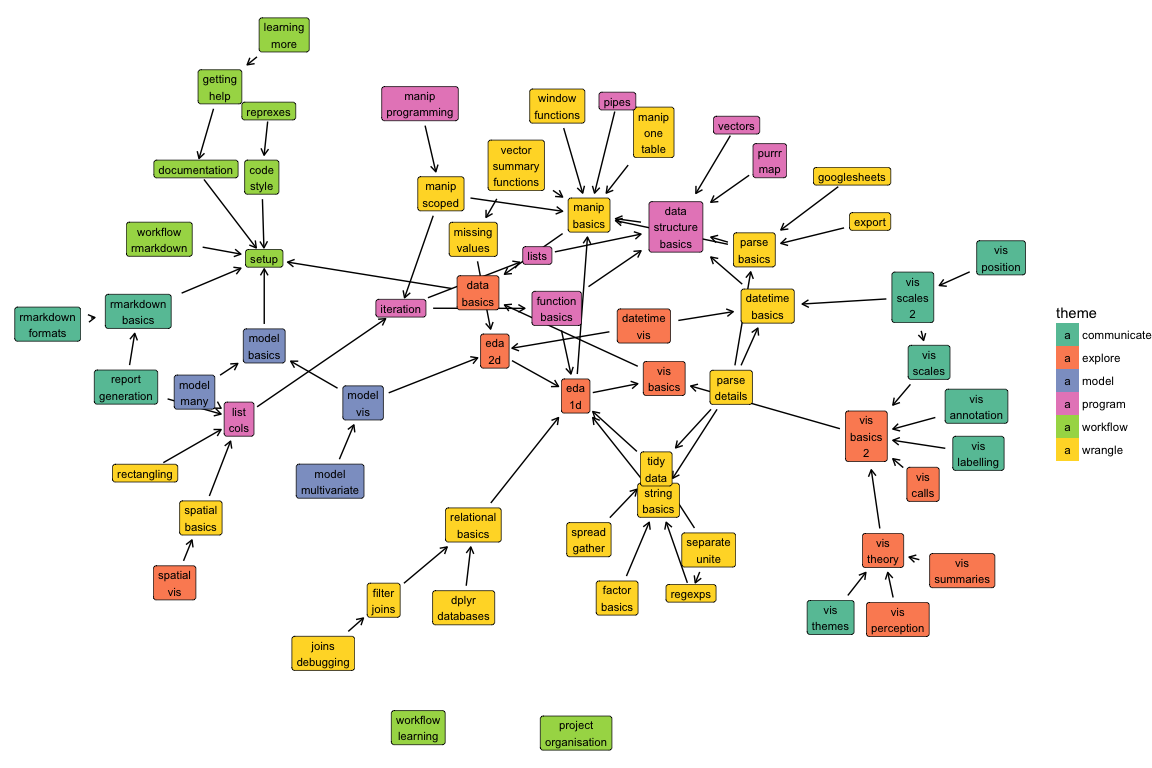 learning
more
getting
help
reprexes
manip
programming
window
functions
pipes
manip
one
table
vectors
purrr
map
documentation
code
style
vector
summary
functions
googlesheets
manip
scoped
manip
basics
data
structure
basics
export
workflow
rmarkdown
missing
values
parse
basics
setup
lists
vis
position
data
basics
vis
scales
2
rmarkdown
formats
rmarkdown
basics
iteration
function
basics
datetime
vis
datetime
basics
theme
a communicate
a explore
a model
a program
a workflow
a wrangle
model
basics
eda
2d
vis
scales
report
generation
model
many
list
cols
model
vis
eda
1d
vis
basics
parse
details
vis
annotation
vis
basics
2
vis
labelling
rectangling
model
multivariate
tidy
data
string
basics
vis
calls
spatial
basics
relational
basics
spread
gather
separate
unite
vis
theory
vis
summaries
spatial
vis
filter
joins
dplyr
databases
factor
basics
regexps
vis
themes
vis
perception
joins
debugging
workflow
learning
project
organisation